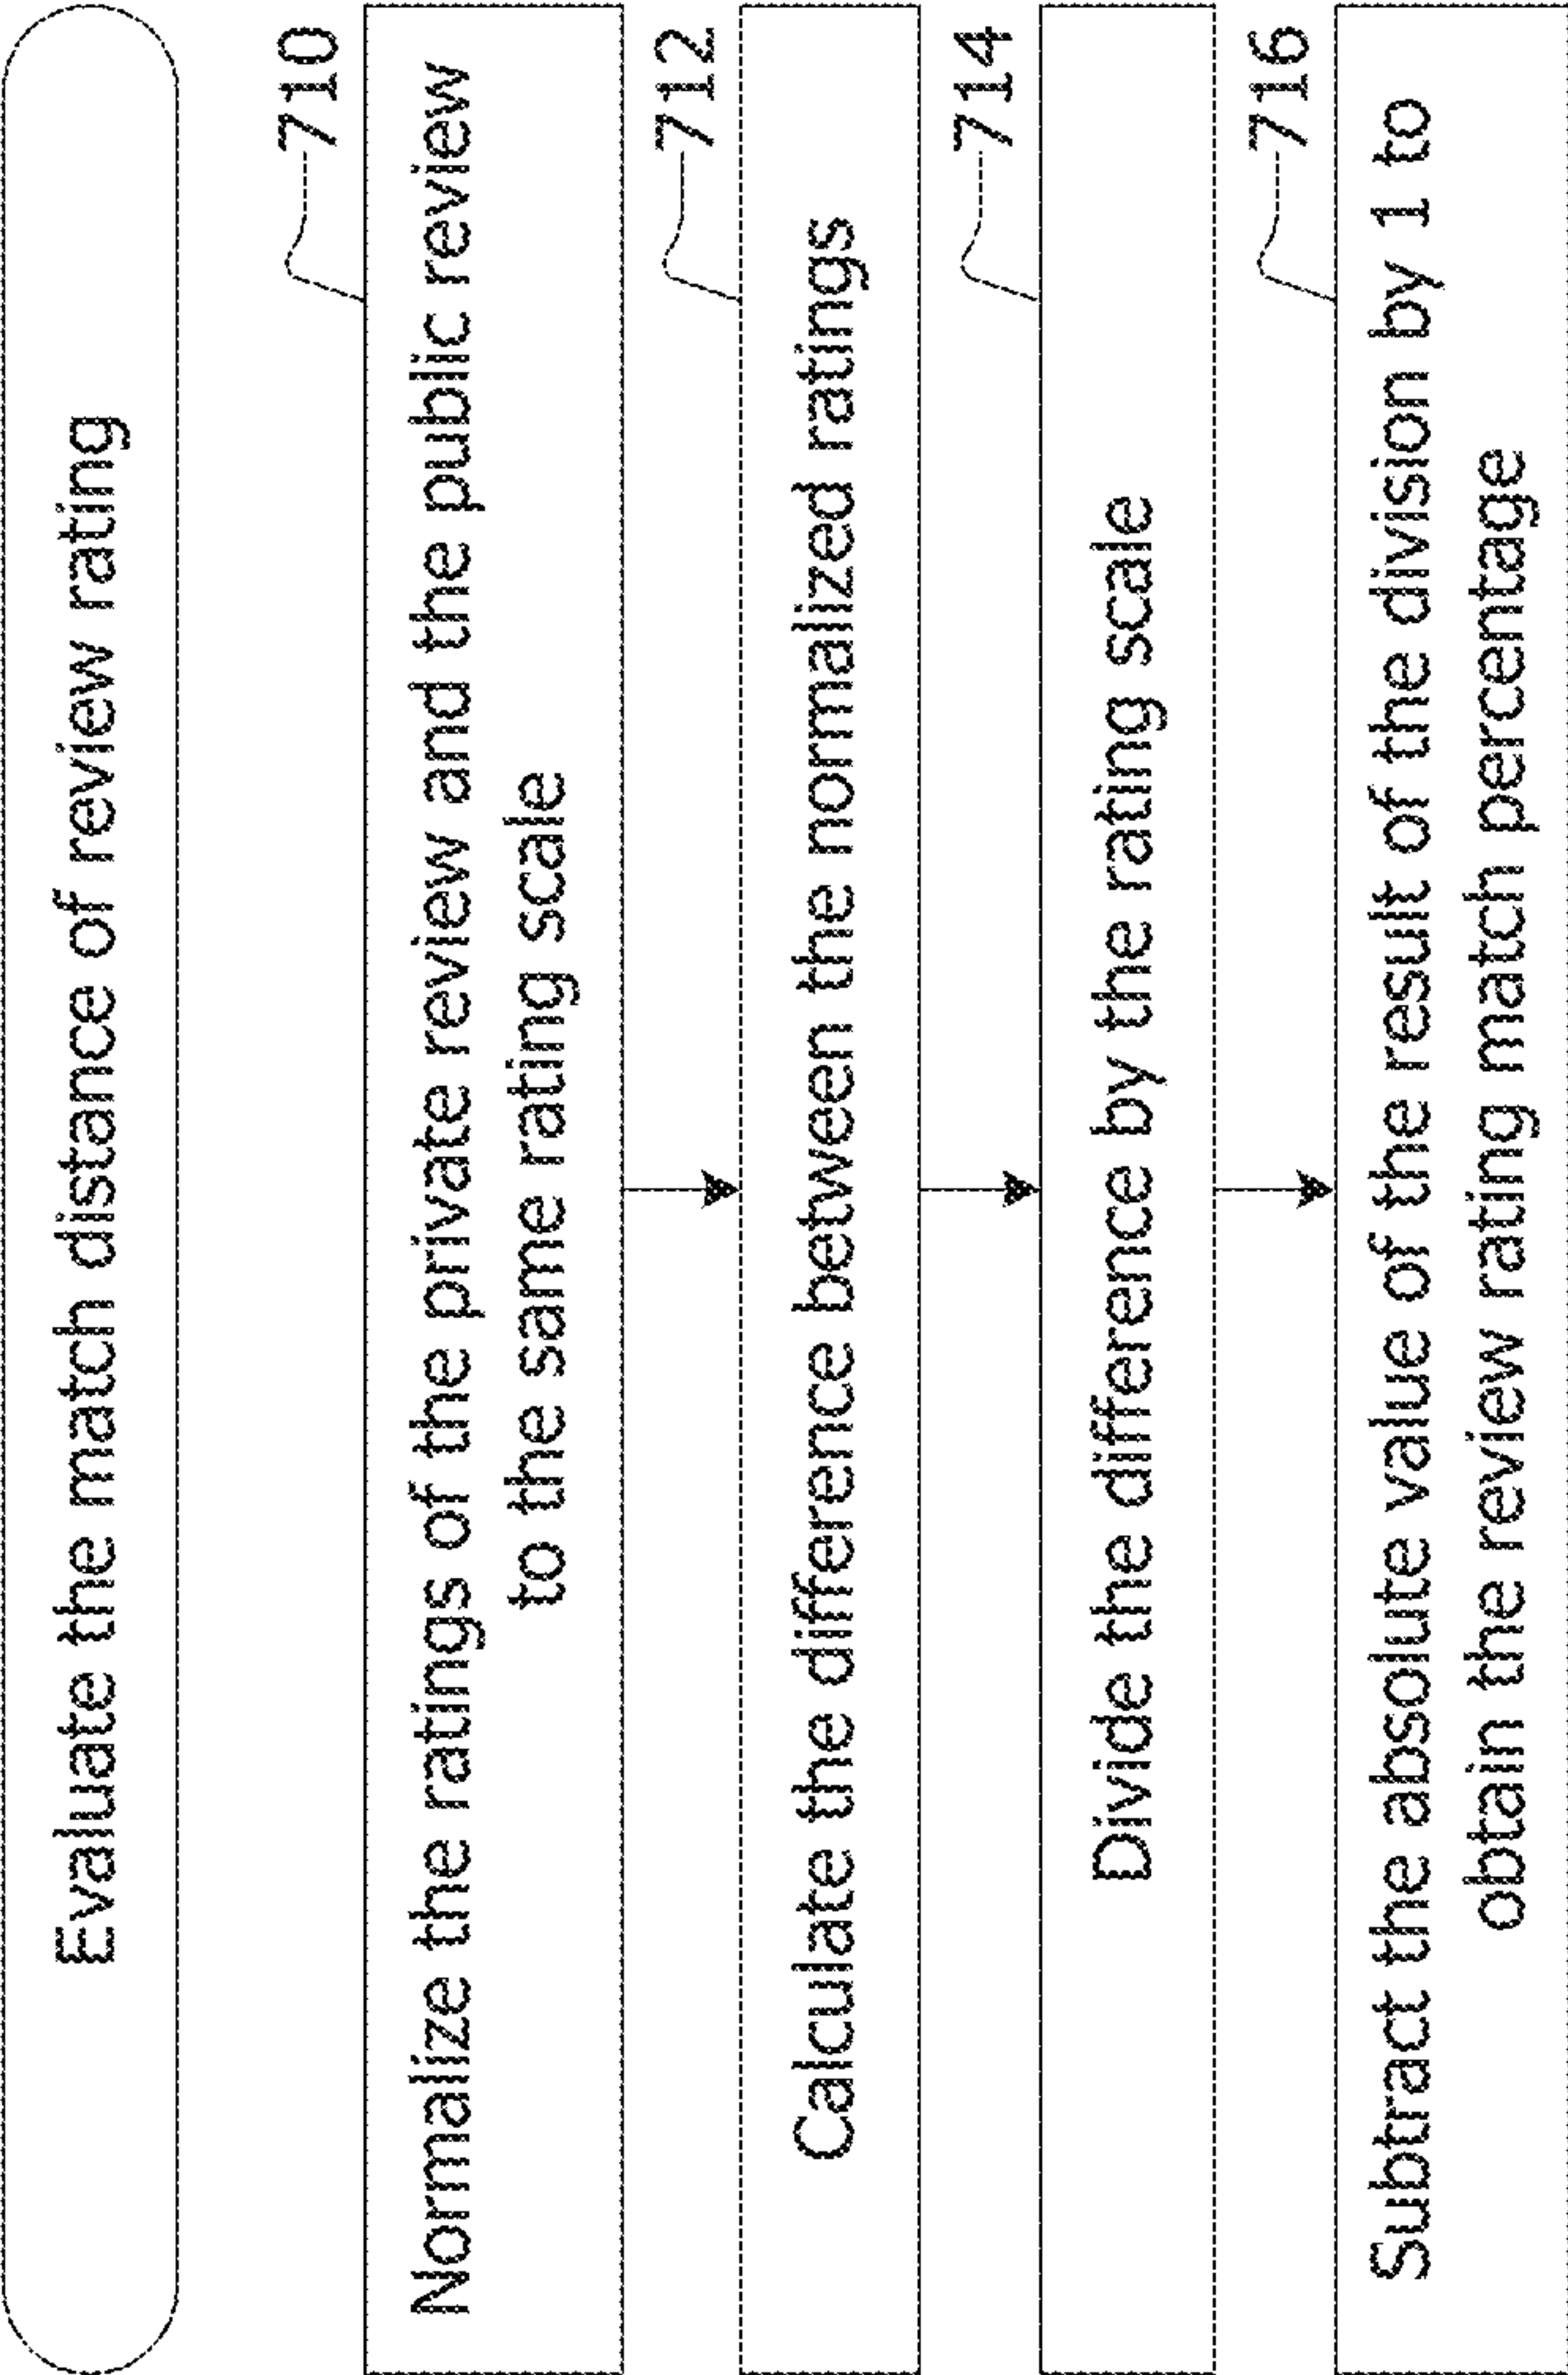 Evaluate the match distance of review rating
710
Normalize the ratings of the private review and the public review
to the same rating scale
712
Calculate the difference between the normalized ratings
714
Divide the difference by the rating scale
716
Subtract the absolute value of the result of the division by 1 to
obtain the review rating match percentage